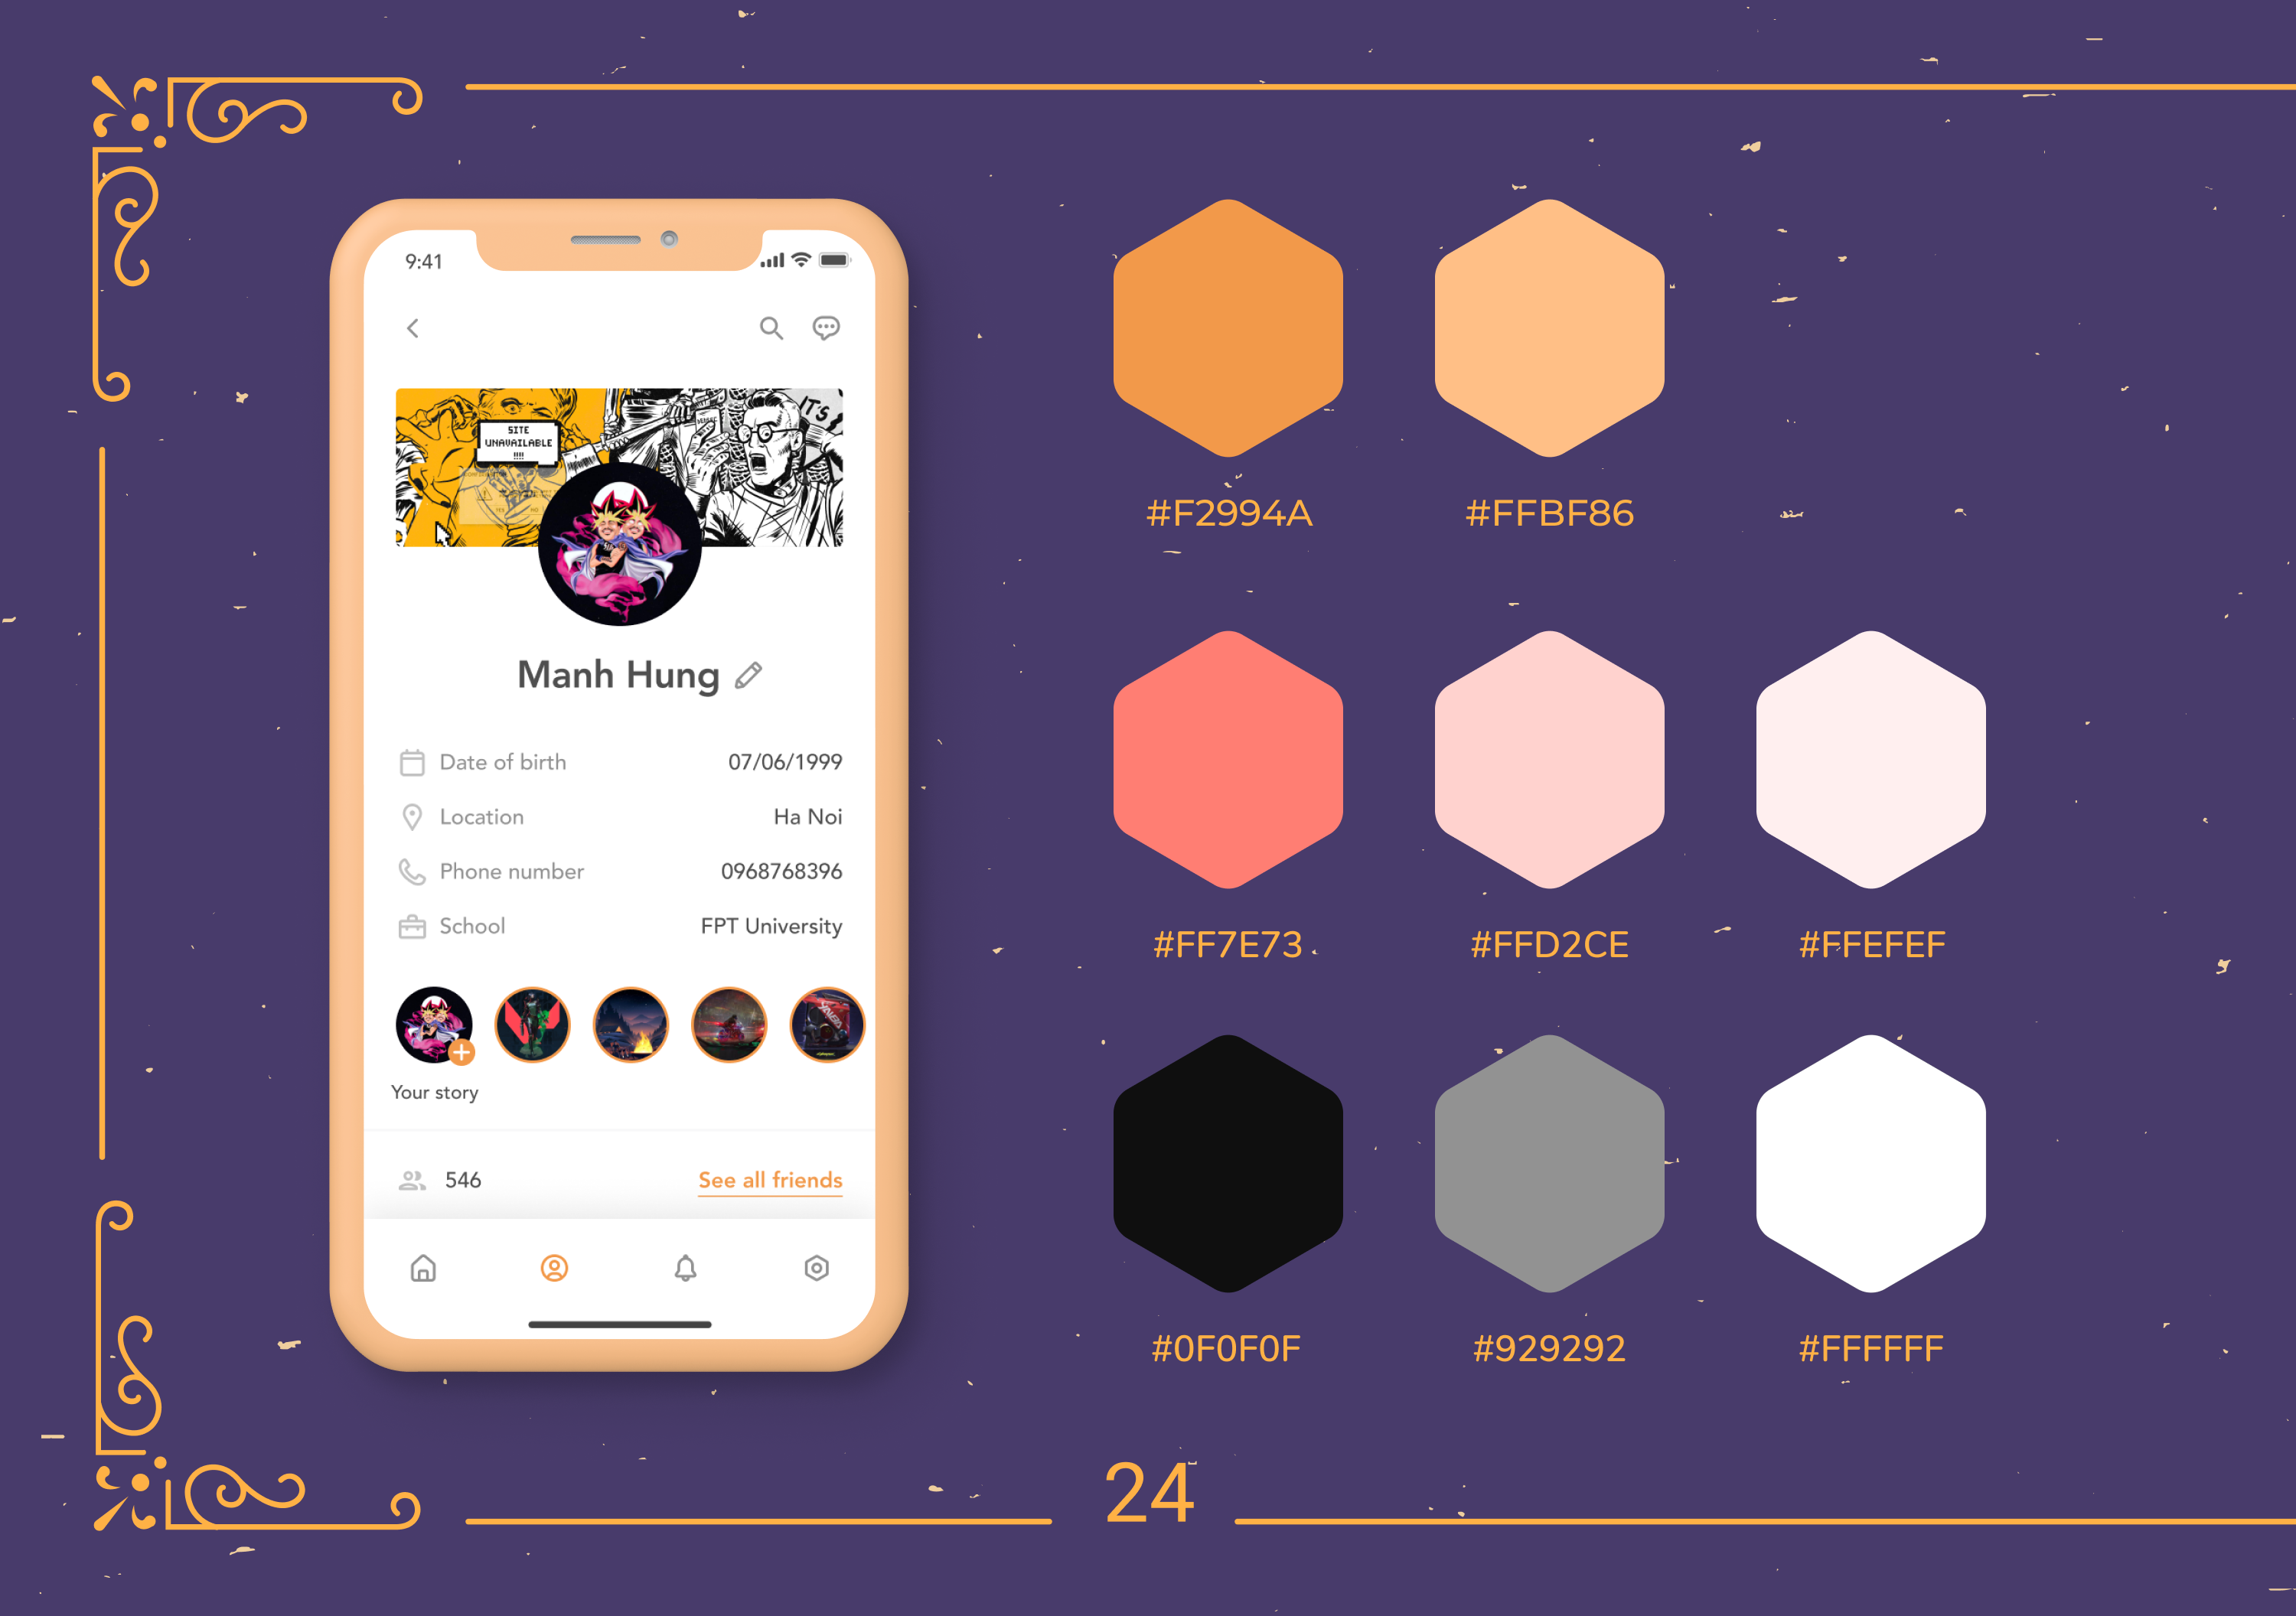 9:41
SITE
UNAVAILABLE
!!!!
IT'S
Manh Hung
Date of birth 07/06/1999
Location Ha Noi
Phone number 0968768396
School FPT University
Your story
546 See all friends
#F2994A #FFBF86
#FF7E73 #FFD2CE #FFEFEF
#0F0F0F #929292 #FFFFFF
24